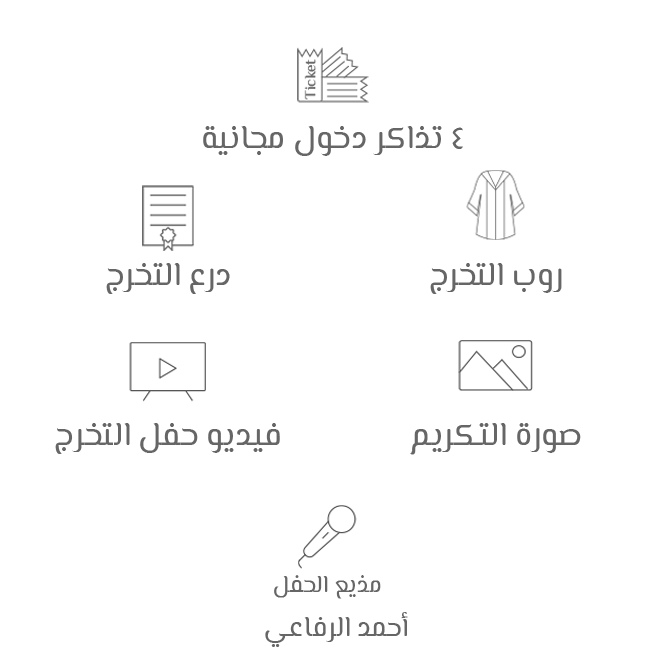 Ticket
٤ تذاكر دخول مجانية
روب التخرج
درع التخرج
صورة التكريم
فيديو حفل التخرج
مذيع الحفل
أحمد الرفاعي